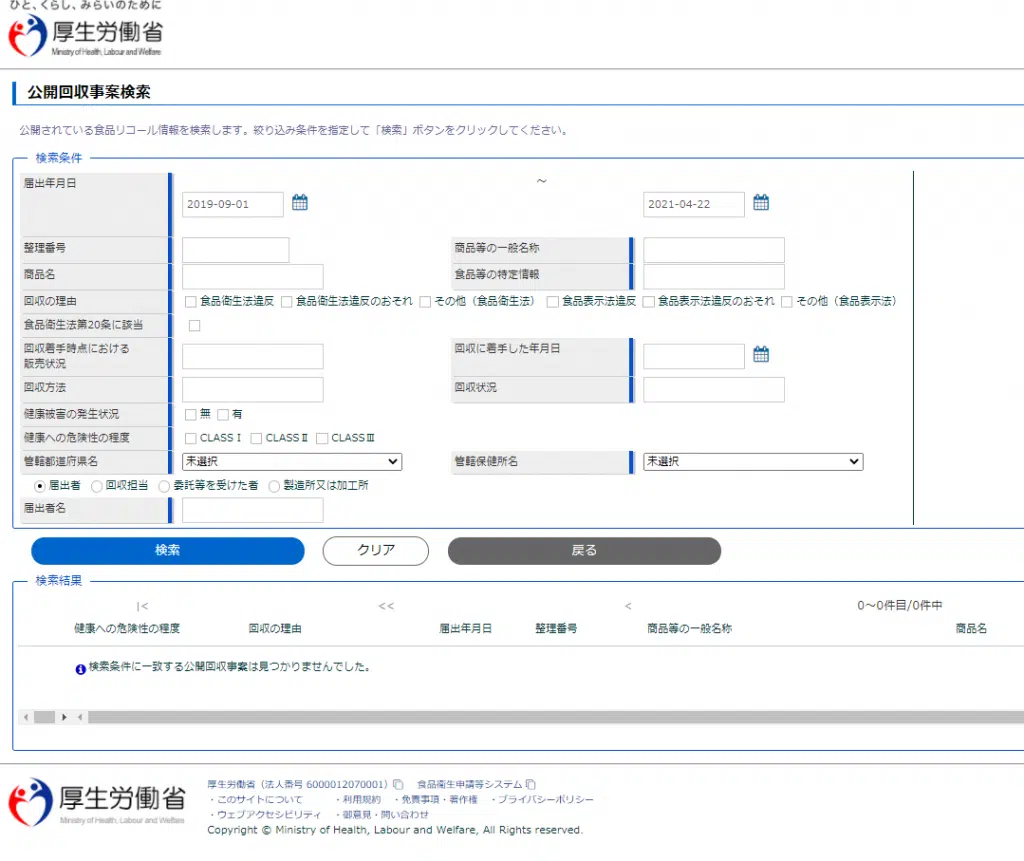 ひと、くらし、みらいのために
厚生労働省
Ministry of Health, Labour and Welfare
公開回収事案検索
公開されている食品リコール情報を検索します。絞り込み条件を指定して「検索」ボタンをクリックしてください。
検索条件
届出年月日
～
2019-09-01
2021-04-22
整理番号
商品等の一般名称
商品名
食品等の特定情報
回収の理由
食品衛生法違反 食品衛生法違反のおそれ その他（食品衛生法） 食品表示法違反 食品表示法違反のおそれ その他（食品表示法）
食品衛生法第20条に該当
回収着手時点における
販売状況
回収に着手した年月日
回収方法
回収状況
健康被害の発生状況
無 有
健康への危険性の程度
CLASSⅠ CLASSⅡ CLASSⅢ
管轄都道府県名
未選択
管轄保健所名
未選択
届出者 回収担当 委託等を受けた者 製造所又は加工所
届出者名
検索 クリア 戻る
検索結果
|< << < 0～0件目/0件中
健康への危険性の程度 回収の理由 届出年月日 整理番号 商品等の一般名称 商品名
検索条件に一致する公開回収事案は見つかりませんでした。
厚生労働省
Ministry of Health, Labour and Welfare
厚生労働省（法人番号 6000012070001） 食品衛生申請等システム
・このサイトについて ・利用規約 ・免責事項・著作権 ・プライバシーポリシー
・ウェブアクセシビリティ ・御意見・問い合わせ
Copyright © Ministry of Health, Labour and Welfare, All Rights reserved.